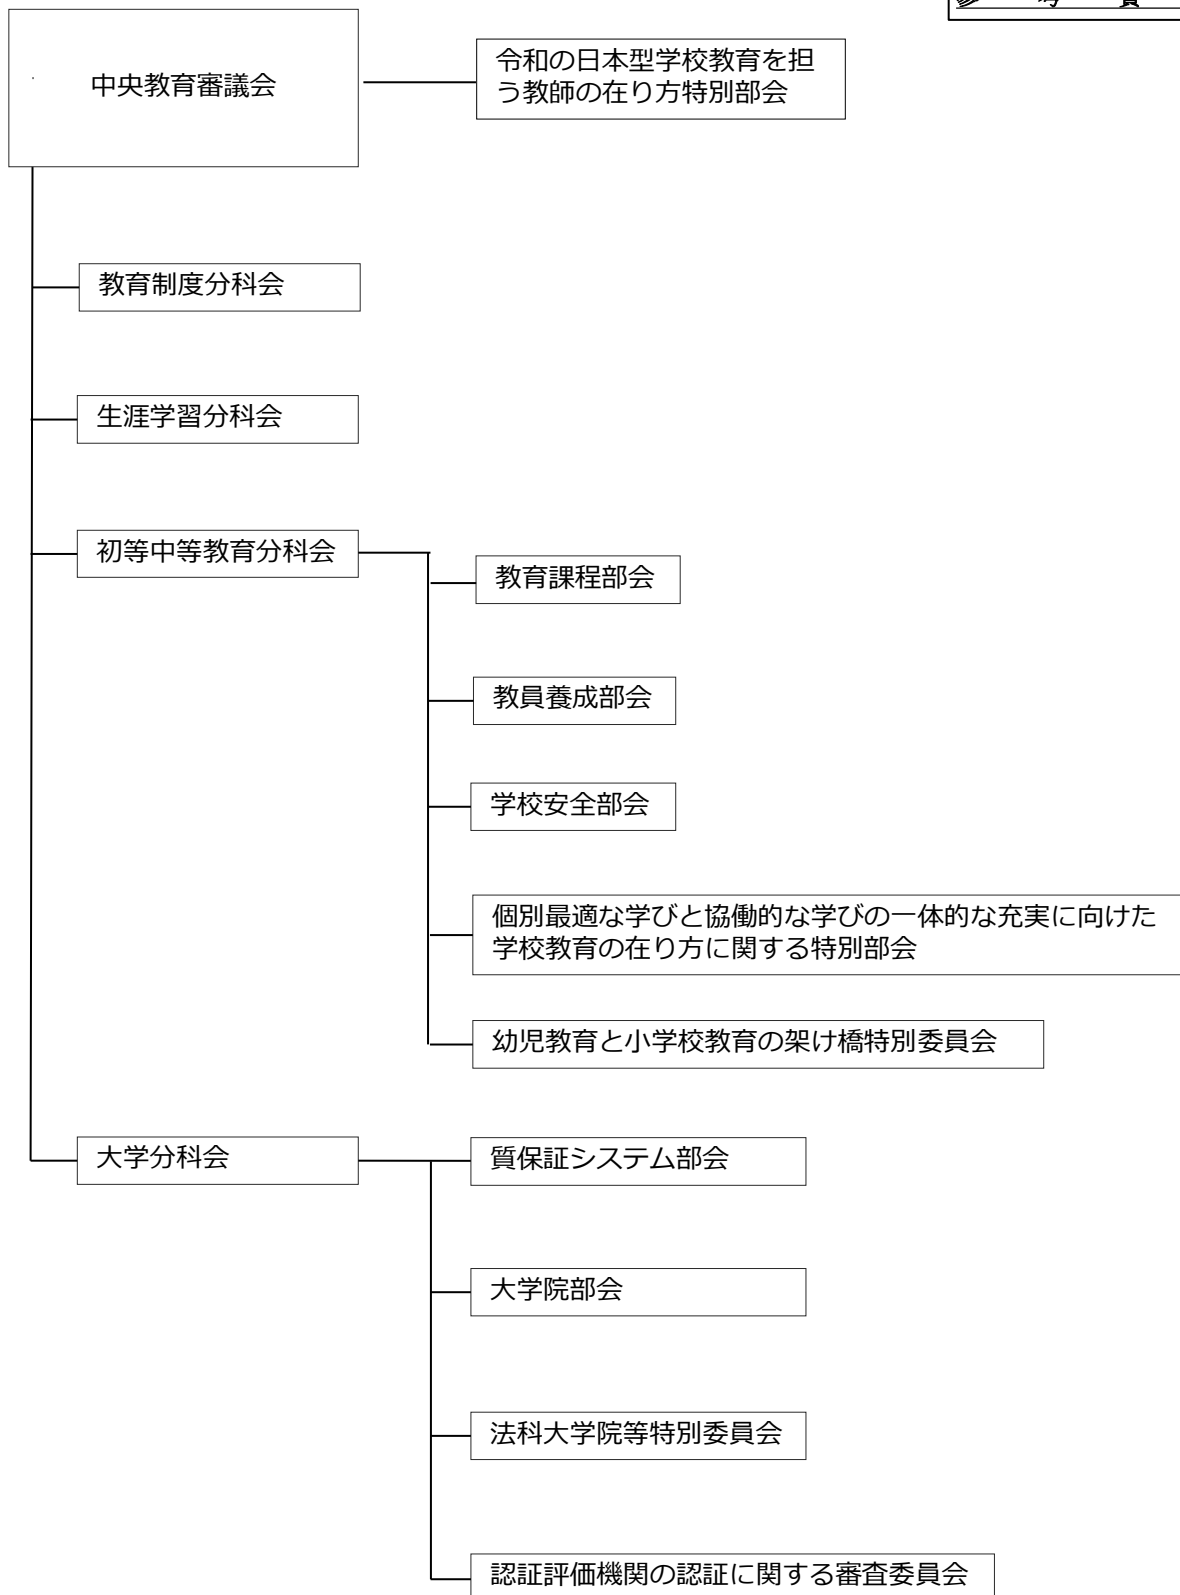 中央教育審議会
令和の日本型学校教育を担
う教師の在り方特別部会
教育制度分科会
生涯学習分科会
初等中等教育分科会
教育課程部会
教員養成部会
学校安全部会
個別最適な学びと協働的な学びの一体的な充実に向けた
学校教育の在り方に関する特別部会
幼児教育と小学校教育の架け橋特別委員会
大学分科会
質保証システム部会
大学院部会
法科大学院等特別委員会
認証評価機関の認証に関する審査委員会